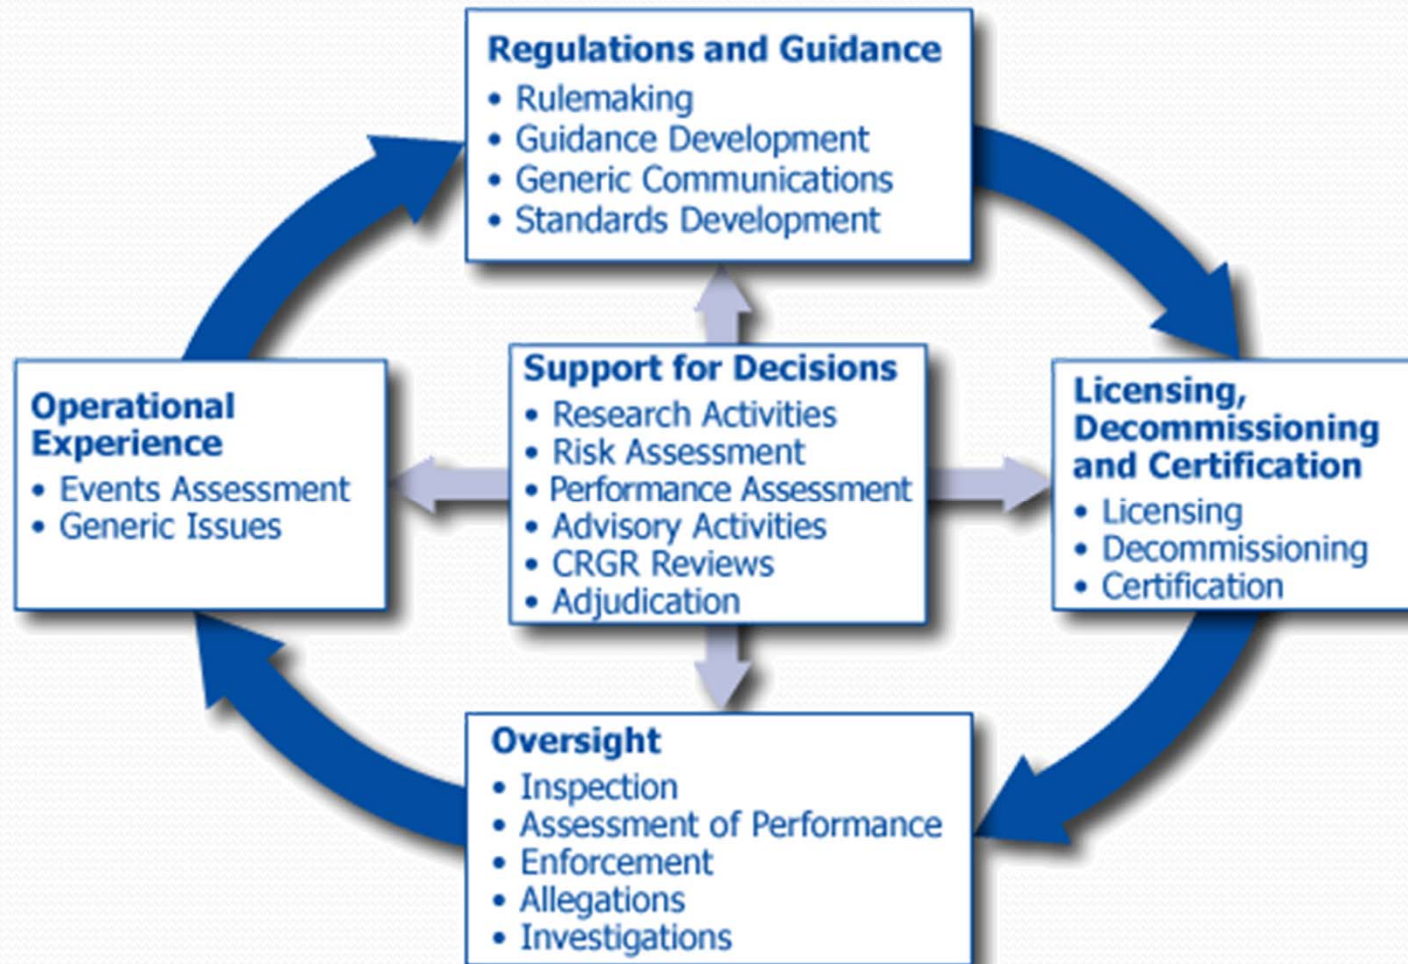 Regulations and Guidance
• Rulemaking
• Guidance Development
• Generic Communications
• Standards Development
Operational
Experience
• Events Assessment
• Generic Issues
Support for Decisions
• Research Activities
• Risk Assessment
• Performance Assessment
• Advisory Activities
• CRGR Reviews
• Adjudication
Licensing,
Decommissioning
and Certification
• Licensing
• Decommissioning
• Certification
Oversight
• Inspection
• Assessment of Performance
• Enforcement
• Allegations
• Investigations